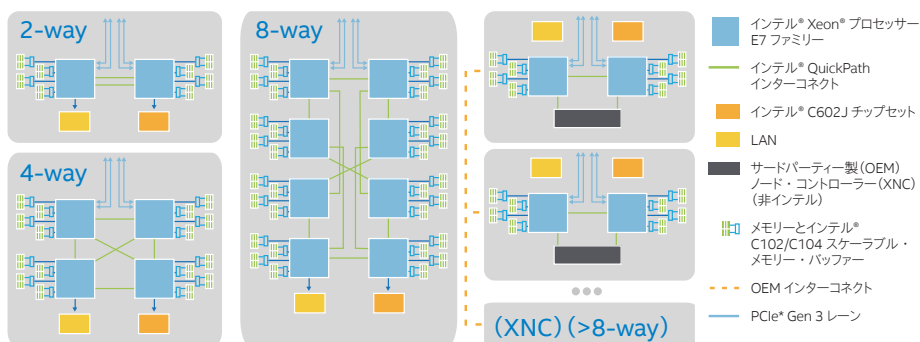 2-way
4-way
8-way
(XNC) (>8-way)
インテル® Xeon® プロセッサー
E7 ファミリー
インテル® QuickPath
インターコネクト
インテル® C602J チップセット
LAN
サードパーティー製(OEM)
ノード・コントローラー(XNC)
(非インテル)
メモリーとインテル®
C102/C104 スケーラブル・
メモリー・バッファー
OEM インターコネクト
PCIe* Gen 3 レーン